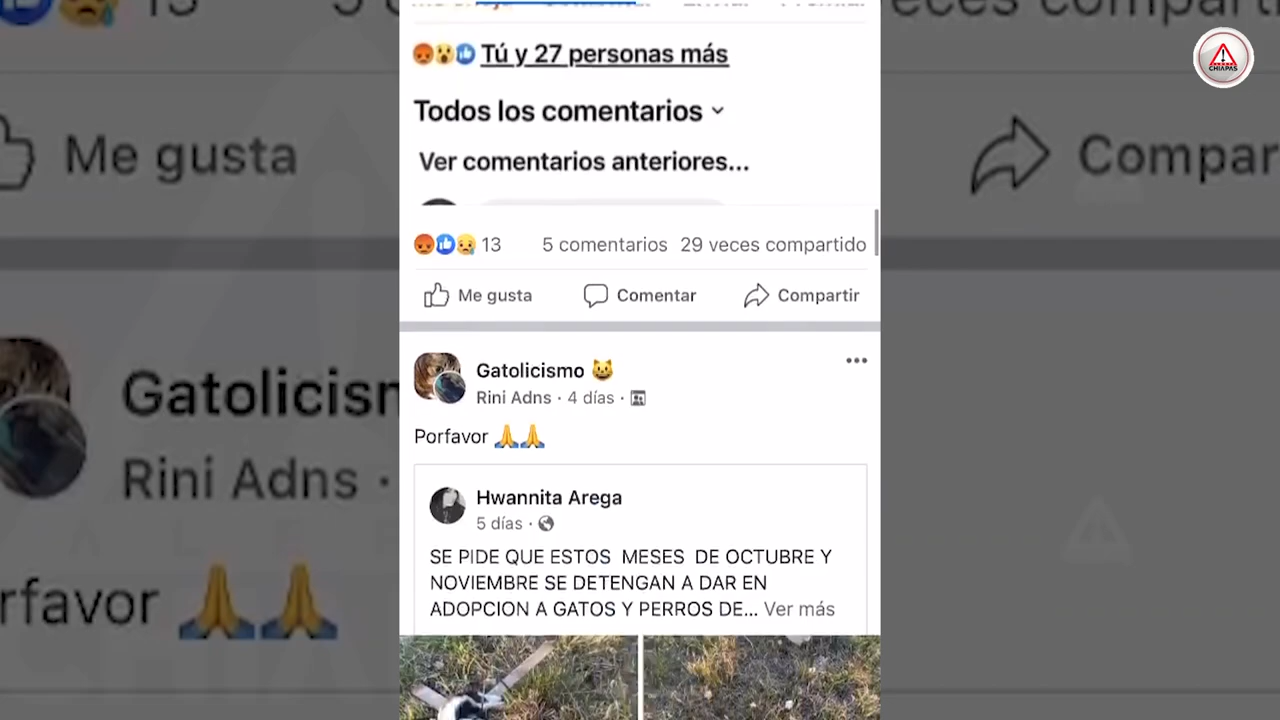 Tú y 27 personas más
Todos los comentarios
Ver comentarios anteriores...
13 5 comentarios 29 veces compartido
Me gusta Comentar Compartir
Gatolicismo 😺
Rini Adns · 4 días ·
Porfavor 🙏🙏
Hwannita Arega
5 días ·
SE PIDE QUE ESTOS MESES DE OCTUBRE Y
NOVIEMBRE SE DETENGAN A DAR EN
ADOPCION A GATOS Y PERROS DE... Ver más
Me gusta
Compar
Gatolicism
Rini Adns ·
rfavor 🙏🙏
CHIAPAS